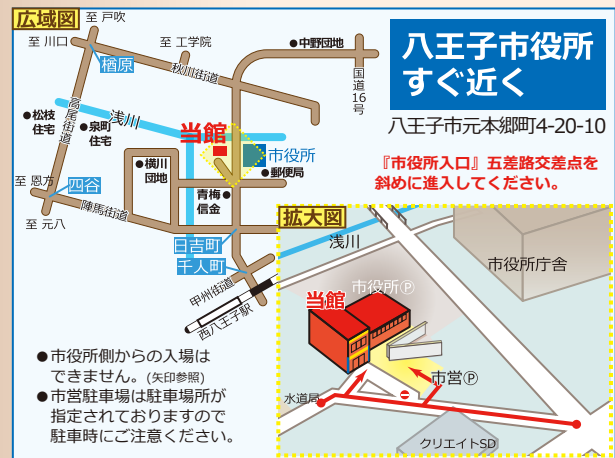 広域図
至 戸吹
至 川口
至 工学院
楢原
秋川街道
●中野団地
国道16号
高尾街道
●松枝住宅
●泉町住宅
浅川
当館
市役所
●郵便局
●横川団地
至 恩方
四谷
青梅●信金
至 元八
陣馬街道
日吉町
千人町
甲州街道
西八王子駅
八王子市役所
すぐ近く
八王子市元本郷町4-20-10
『市役所入口』五差路交差点を
斜めに進入してください。
●市役所側からの入場は
できません。(矢印参照)
●市営駐車場は駐車場所が
指定されておりますので
駐車時にご注意ください。
拡大図
浅川
市役所庁舎
市役所Ⓟ
当館
市営Ⓟ
水道局
クリエイトSD